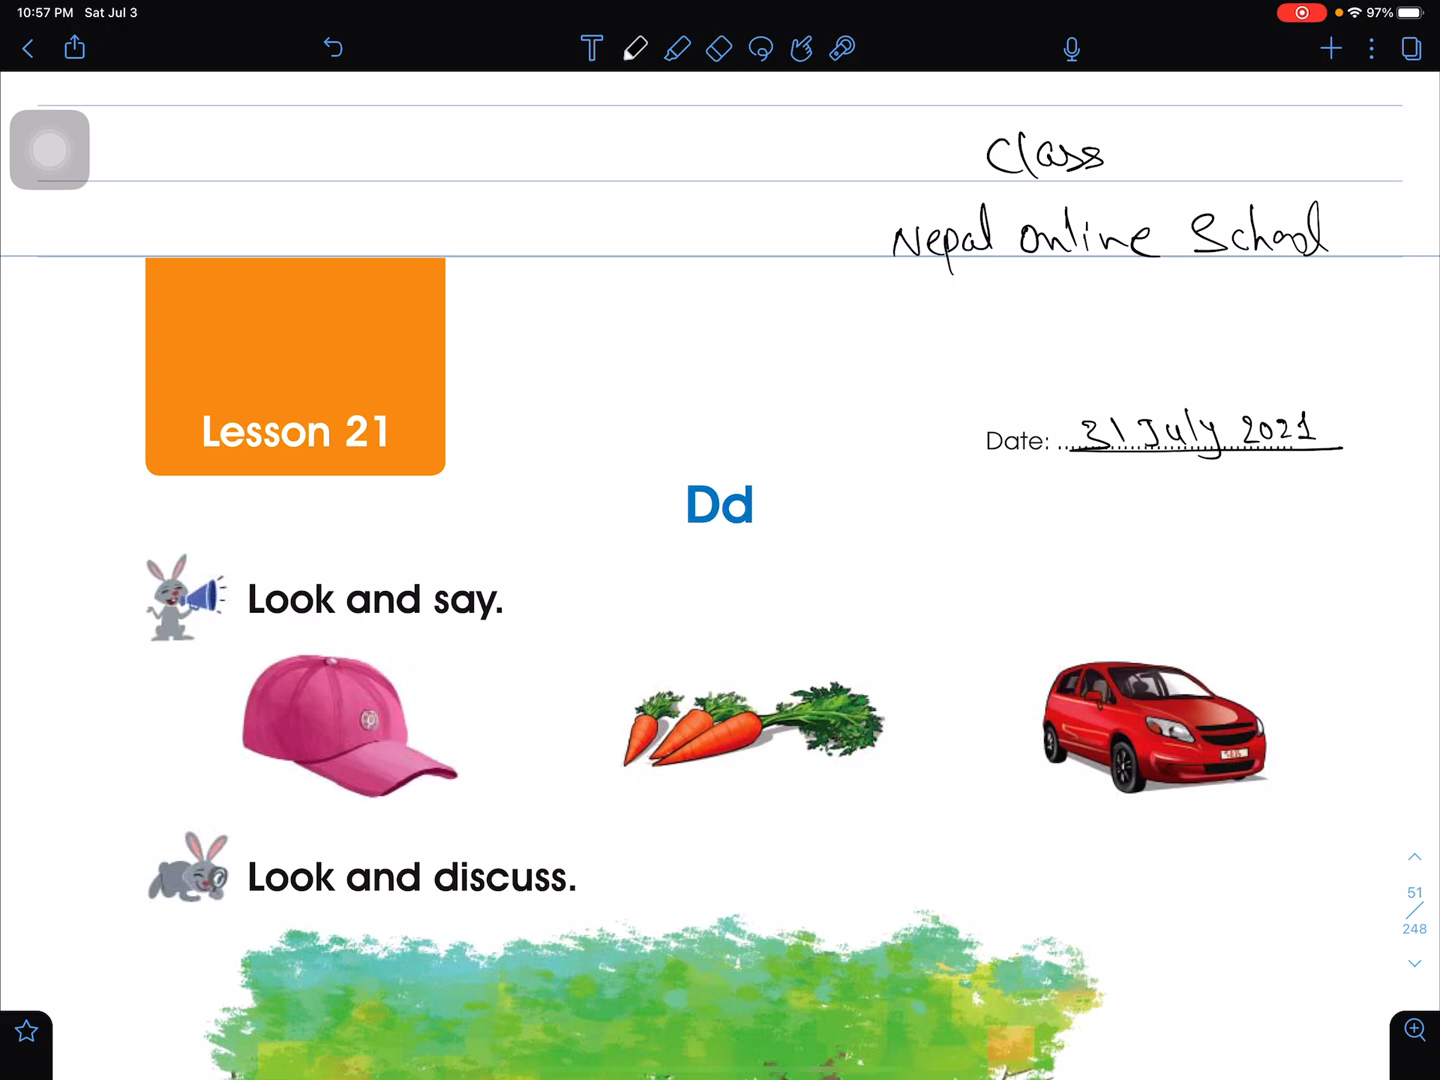 10:57 PM Sat Jul 3
97%
Class
Nepal Online School
Lesson 21
Date: 31 July 2021
Dd
Look and say.
Look and discuss.
51
248